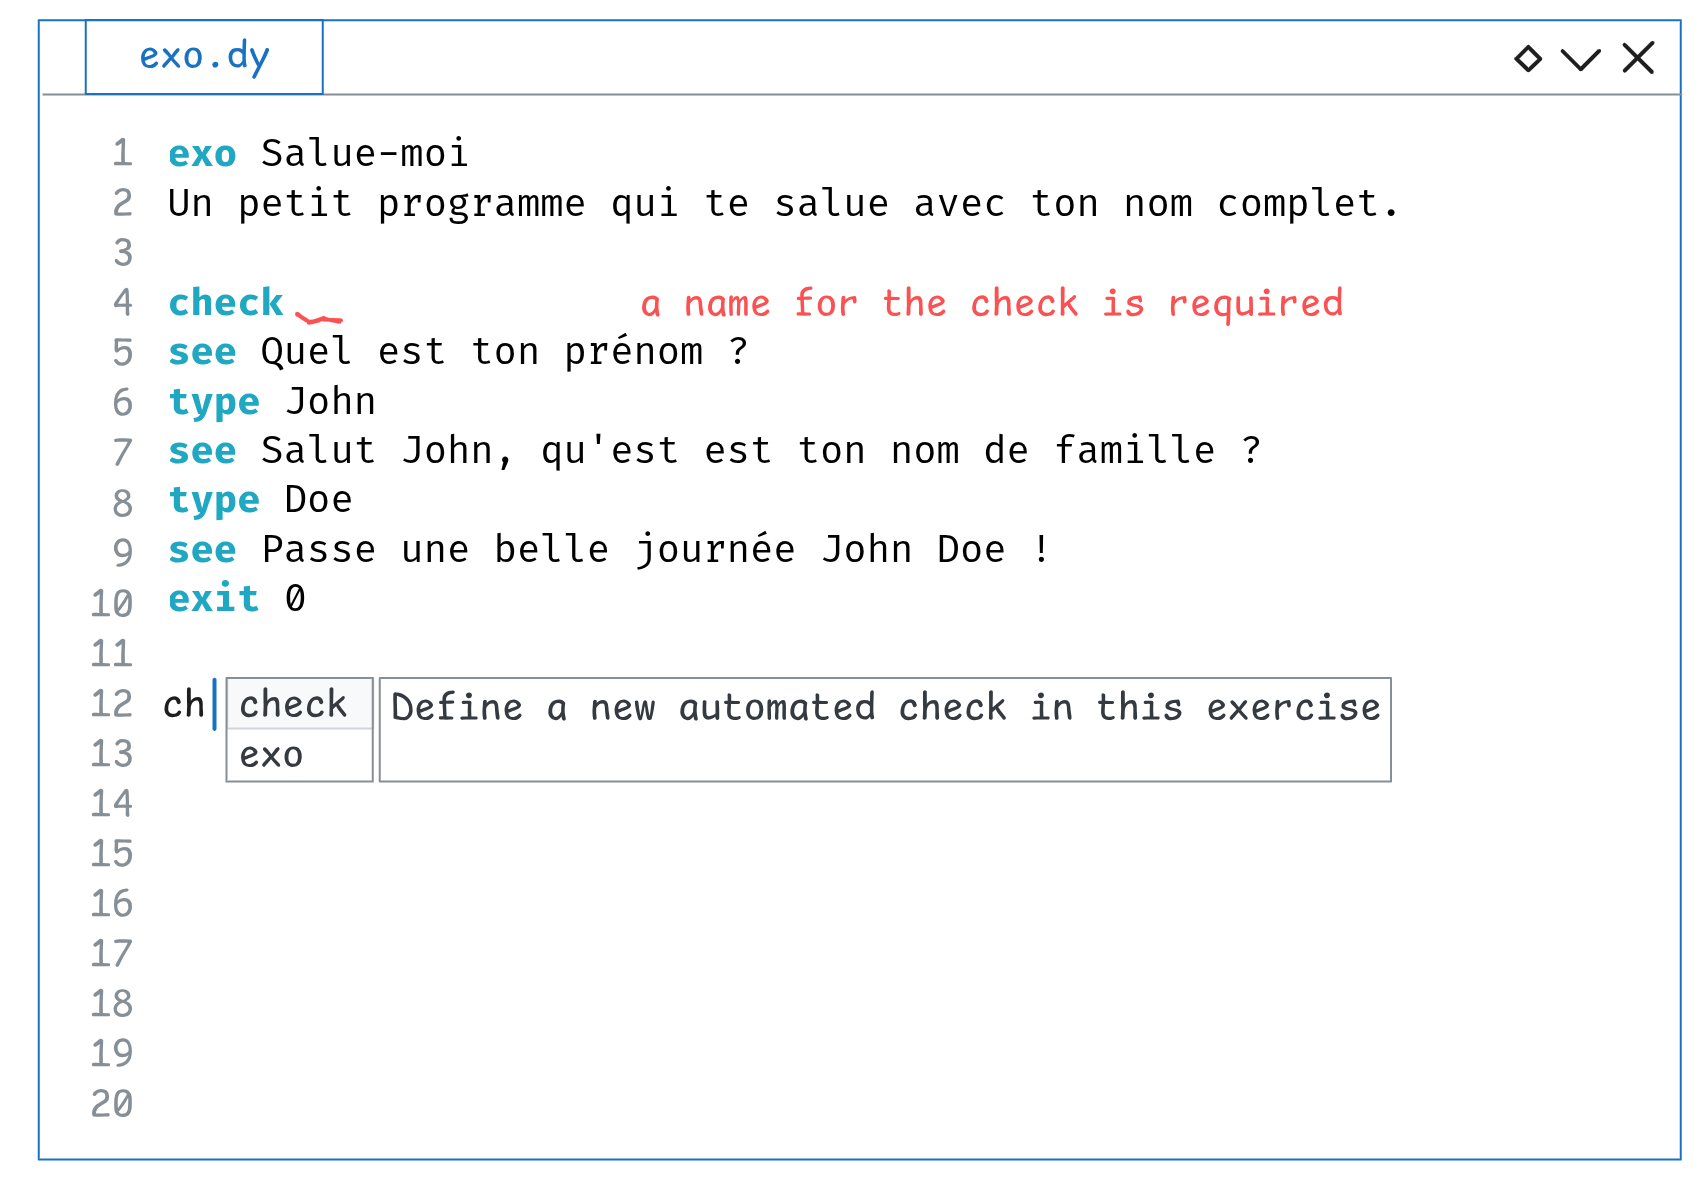 exo.dy
1 exo Salue-moi
2 Un petit programme qui te salue avec ton nom complet.
3
4 check a name for the check is required
5 see Quel est ton prénom ?
6 type John
7 see Salut John, qu'est est ton nom de famille ?
8 type Doe
9 see Passe une belle journée John Doe !
10 exit 0
11
12 ch check Define a new automated check in this exercise
13 exo
14
15
16
17
18
19
20